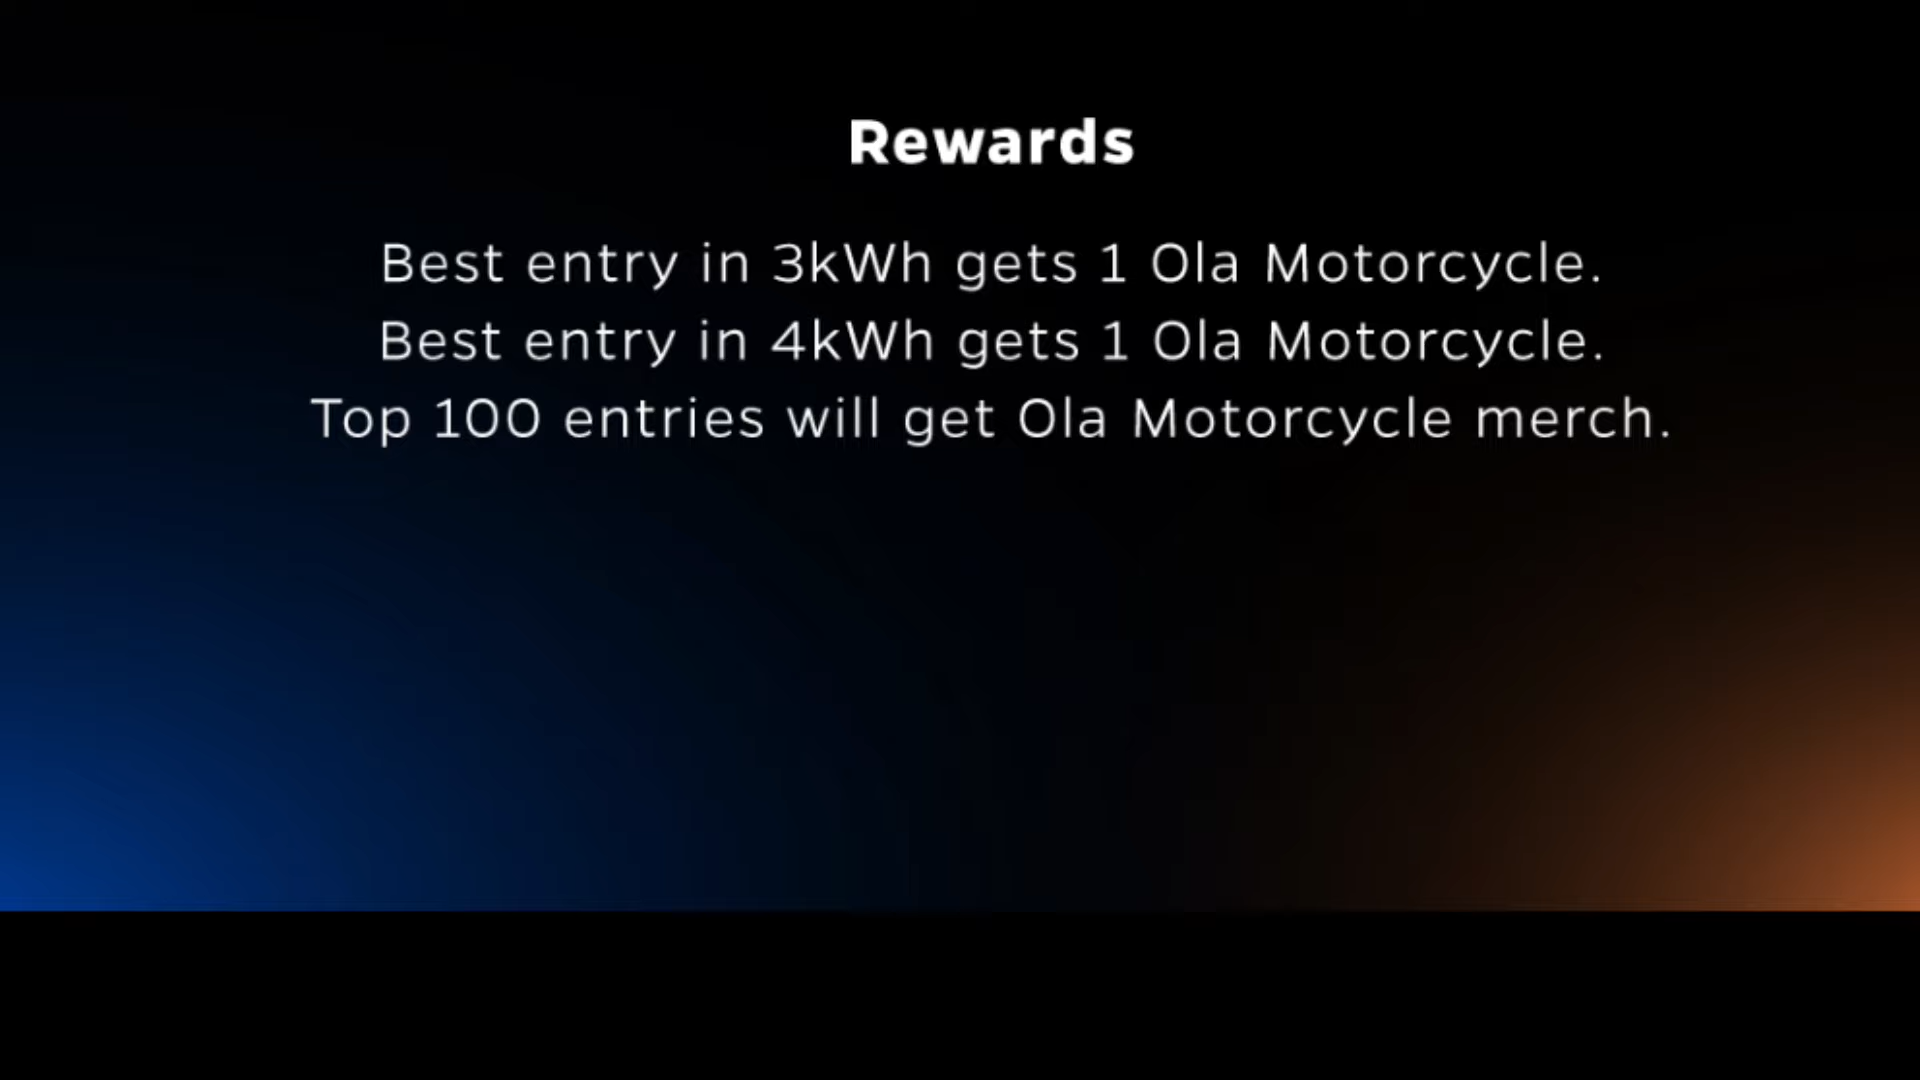 Rewards
Best entry in 3kWh gets 1 Ola Motorcycle.
Best entry in 4kWh gets 1 Ola Motorcycle.
Top 100 entries will get Ola Motorcycle merch.